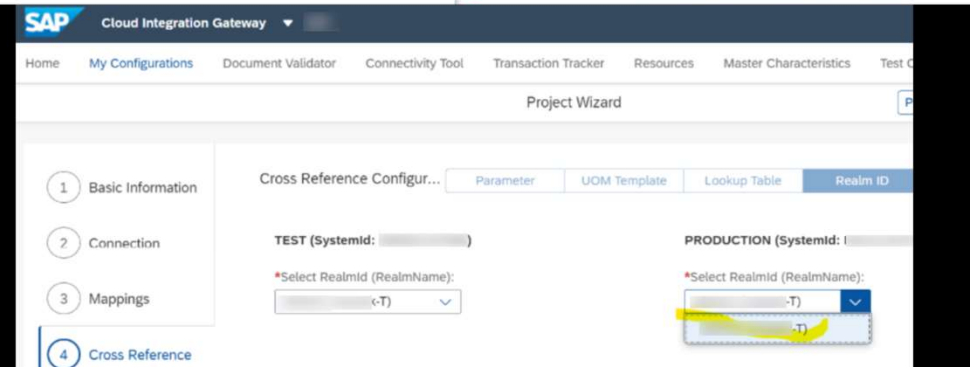 SAP Cloud Integration Gateway
Home My Configurations Document Validator Connectivity Tool Transaction Tracker Resources Master Characteristics Test
Project Wizard
1 Basic Information
Cross Reference Configur... Parameter UOM Template Lookup Table Realm ID
2 Connection
TEST (SystemId: )
PRODUCTION (SystemId:
*Select RealmId (RealmName):
*Select RealmId (RealmName):
3 Mappings
-T)
-T)
-T)
4 Cross Reference